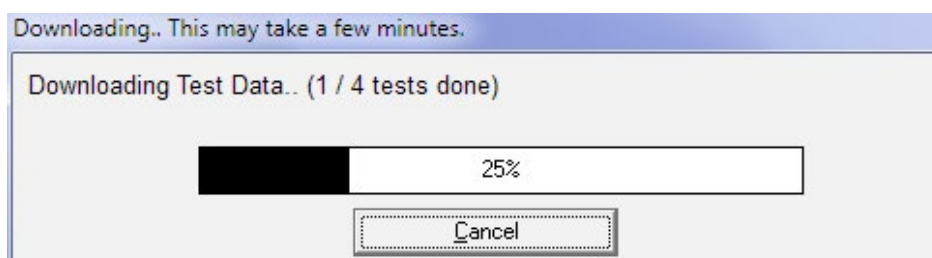 Downloading.. This may take a few minutes.
Downloading Test Data.. (1 / 4 tests done)
25%
Cancel